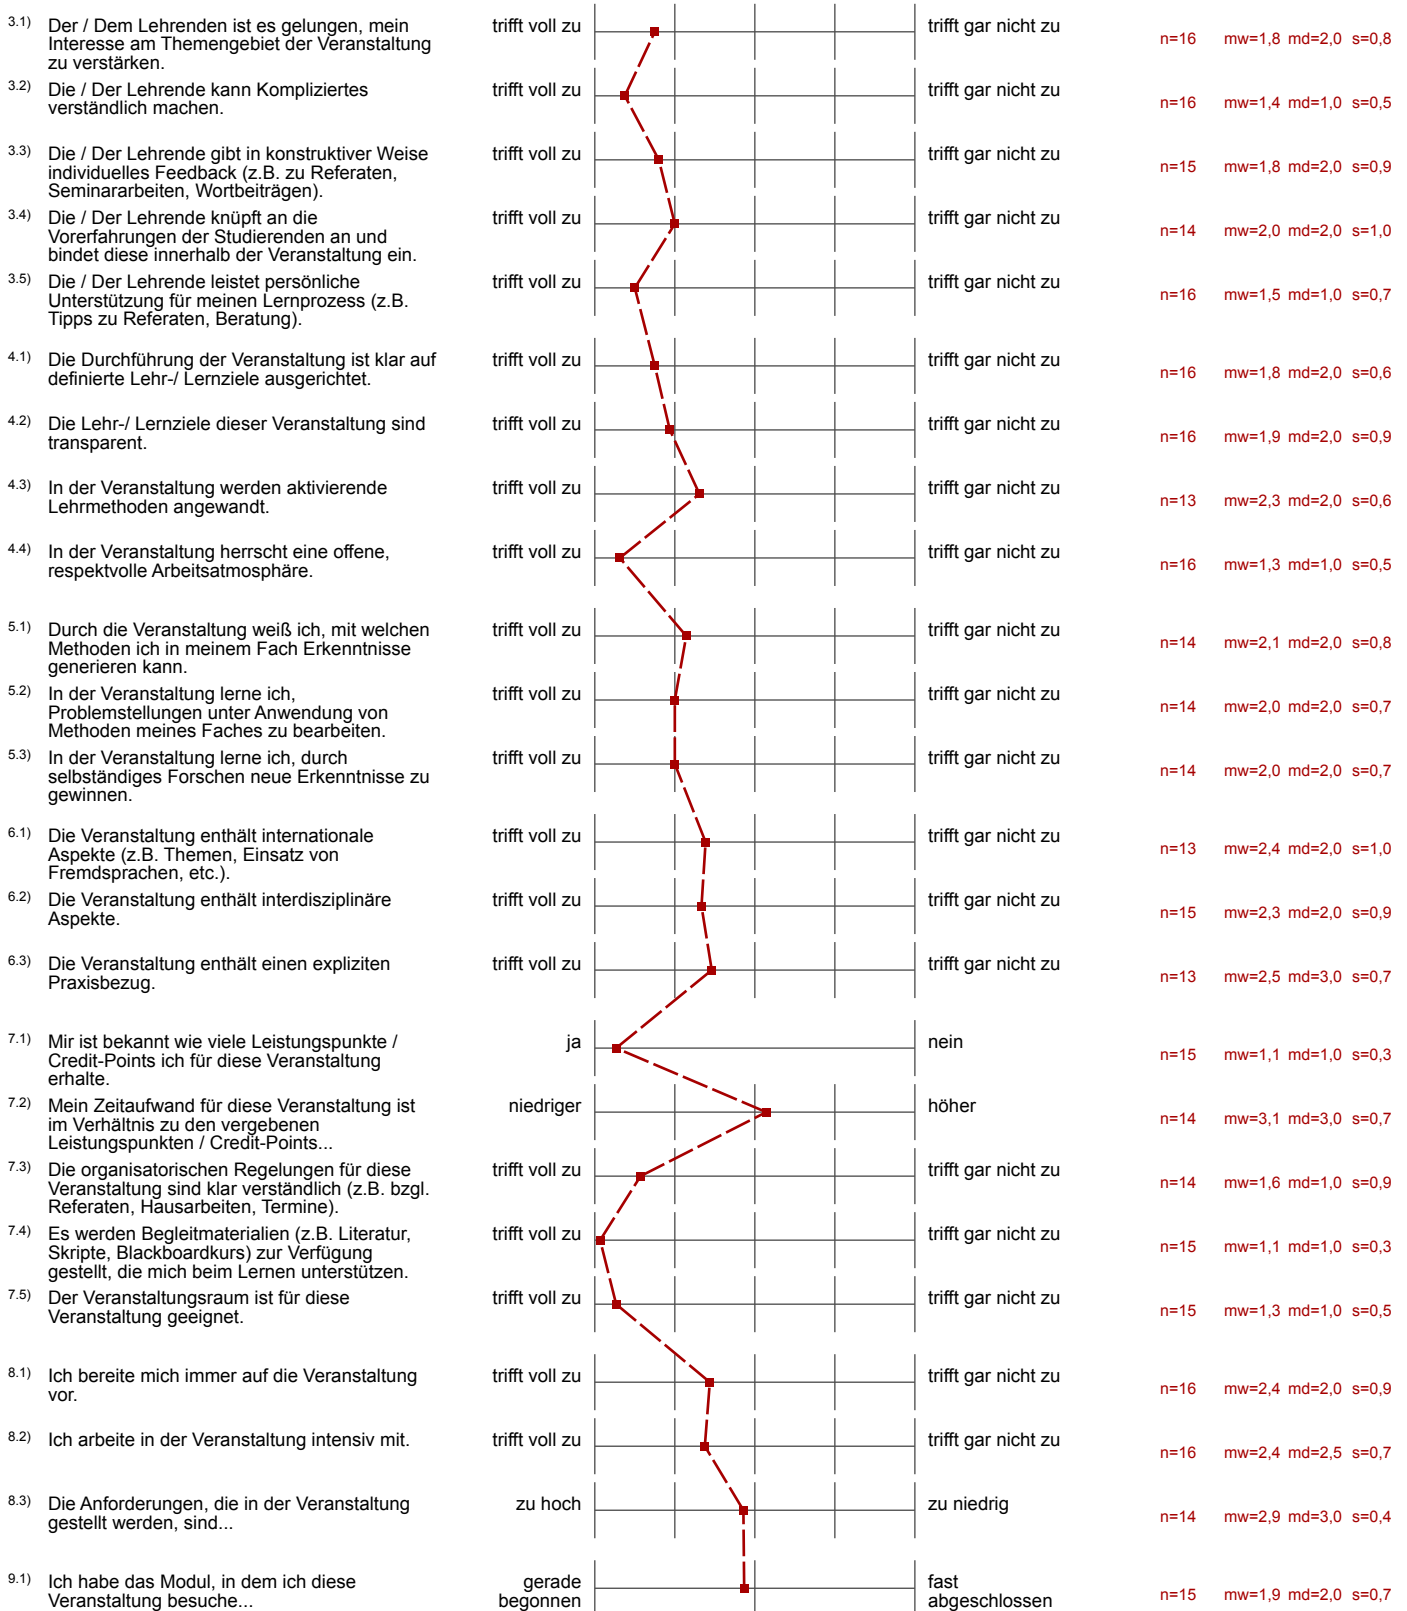 3.1) Der / Dem Lehrenden ist es gelungen, mein trifft voll zu trifft gar nicht zu
Interesse am Themengebiet der Veranstaltung n=16 mw=1,8 md=2,0 s=0,8
zu verstärken.
3.2) Die / Der Lehrende kann Kompliziertes trifft voll zu trifft gar nicht zu
verständlich machen. n=16 mw=1,4 md=1,0 s=0,5
3.3) Die / Der Lehrende gibt in konstruktiver Weise trifft voll zu trifft gar nicht zu
individuelles Feedback (z.B. zu Referaten, n=15 mw=1,8 md=2,0 s=0,9
Seminararbeiten, Wortbeiträgen).
3.4) Die / Der Lehrende knüpft an die trifft voll zu trifft gar nicht zu
Vorerfahrungen der Studierenden an und n=14 mw=2,0 md=2,0 s=1,0
bindet diese innerhalb der Veranstaltung ein.
3.5) Die / Der Lehrende leistet persönliche trifft voll zu trifft gar nicht zu
Unterstützung für meinen Lernprozess (z.B. n=16 mw=1,5 md=1,0 s=0,7
Tipps zu Referaten, Beratung).
4.1) Die Durchführung der Veranstaltung ist klar auf trifft voll zu trifft gar nicht zu
definierte Lehr-/ Lernziele ausgerichtet. n=16 mw=1,8 md=2,0 s=0,6
4.2) Die Lehr-/ Lernziele dieser Veranstaltung sind trifft voll zu trifft gar nicht zu
transparent. n=16 mw=1,9 md=2,0 s=0,9
4.3) In der Veranstaltung werden aktivierende trifft voll zu trifft gar nicht zu
Lehrmethoden angewandt. n=13 mw=2,3 md=2,0 s=0,6
4.4) In der Veranstaltung herrscht eine offene, trifft voll zu trifft gar nicht zu
respektvolle Arbeitsatmosphäre. n=16 mw=1,3 md=1,0 s=0,5
5.1) Durch die Veranstaltung weiß ich, mit welchen trifft voll zu trifft gar nicht zu
Methoden ich in meinem Fach Erkenntnisse n=14 mw=2,1 md=2,0 s=0,8
generieren kann.
5.2) In der Veranstaltung lerne ich, trifft voll zu trifft gar nicht zu
Problemstellungen unter Anwendung von n=14 mw=2,0 md=2,0 s=0,7
Methoden meines Faches zu bearbeiten.
5.3) In der Veranstaltung lerne ich, durch trifft voll zu trifft gar nicht zu
selbständiges Forschen neue Erkenntnisse zu n=14 mw=2,0 md=2,0 s=0,7
gewinnen.
6.1) Die Veranstaltung enthält internationale trifft voll zu trifft gar nicht zu
Aspekte (z.B. Themen, Einsatz von n=13 mw=2,4 md=2,0 s=1,0
Fremdsprachen, etc.).
6.2) Die Veranstaltung enthält interdisziplinäre trifft voll zu trifft gar nicht zu
Aspekte. n=15 mw=2,3 md=2,0 s=0,9
6.3) Die Veranstaltung enthält einen expliziten trifft voll zu trifft gar nicht zu
Praxisbezug. n=13 mw=2,5 md=3,0 s=0,7
7.1) Mir ist bekannt wie viele Leistungspunkte / ja nein
Credit-Points ich für diese Veranstaltung n=15 mw=1,1 md=1,0 s=0,3
erhalte.
7.2) Mein Zeitaufwand für diese Veranstaltung ist niedriger höher
im Verhältnis zu den vergebenen n=14 mw=3,1 md=3,0 s=0,7
Leistungspunkten / Credit-Points...
7.3) Die organisatorischen Regelungen für diese trifft voll zu trifft gar nicht zu
Veranstaltung sind klar verständlich (z.B. bzgl. n=14 mw=1,6 md=1,0 s=0,9
Referaten, Hausarbeiten, Termine).
7.4) Es werden Begleitmaterialien (z.B. Literatur, trifft voll zu trifft gar nicht zu
Skripte, Blackboardkurs) zur Verfügung n=15 mw=1,1 md=1,0 s=0,3
gestellt, die mich beim Lernen unterstützen.
7.5) Der Veranstaltungsraum ist für diese trifft voll zu trifft gar nicht zu
Veranstaltung geeignet. n=15 mw=1,3 md=1,0 s=0,5
8.1) Ich bereite mich immer auf die Veranstaltung trifft voll zu trifft gar nicht zu
vor. n=16 mw=2,4 md=2,0 s=0,9
8.2) Ich arbeite in der Veranstaltung intensiv mit. trifft voll zu trifft gar nicht zu
n=16 mw=2,4 md=2,5 s=0,7
8.3) Die Anforderungen, die in der Veranstaltung zu hoch zu niedrig
gestellt werden, sind... n=14 mw=2,9 md=3,0 s=0,4
9.1) Ich habe das Modul, in dem ich diese gerade fast
Veranstaltung besuche... begonnen abgeschlossen n=15 mw=1,9 md=2,0 s=0,7